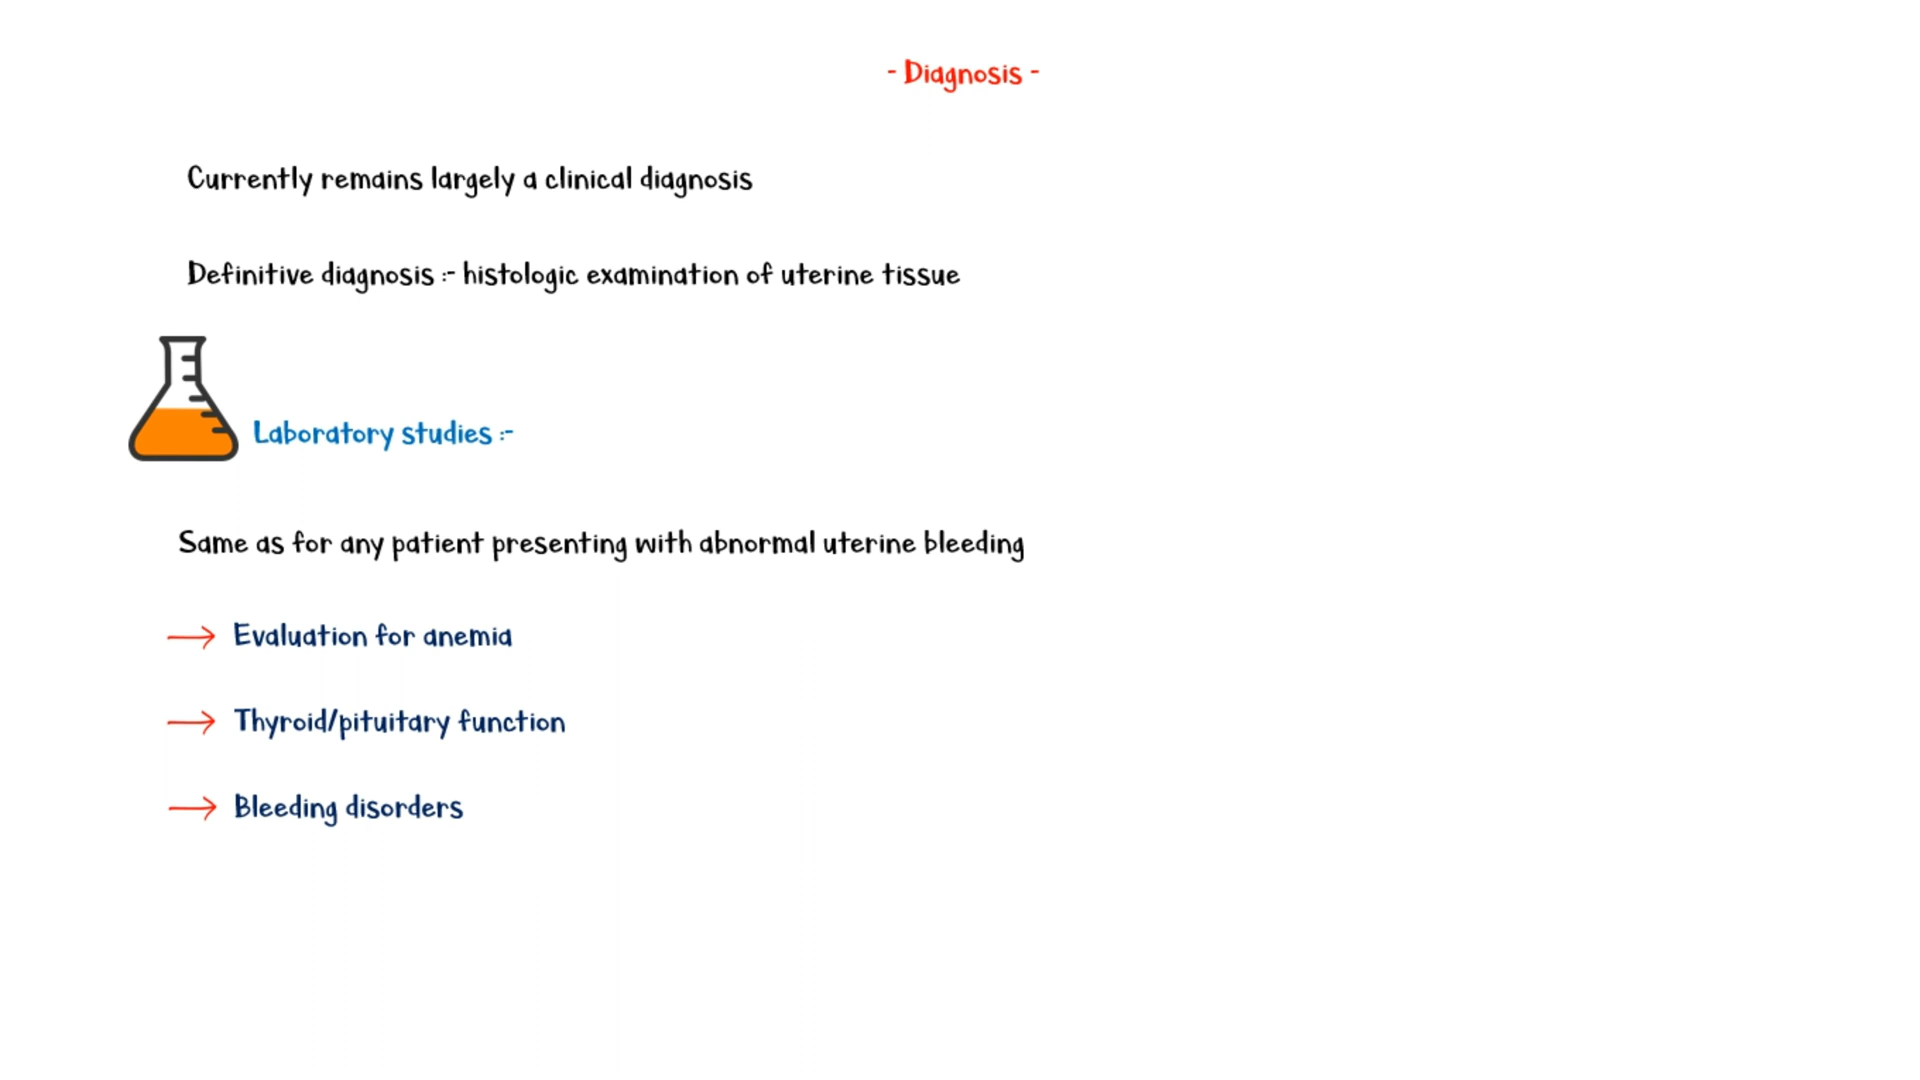 - Diagnosis -
Currently remains largely a clinical diagnosis
Definitive diagnosis :- histologic examination of uterine tissue
Laboratory studies :-
Same as for any patient presenting with abnormal uterine bleeding
Evaluation for anemia
Thyroid/pituitary function
Bleeding disorders